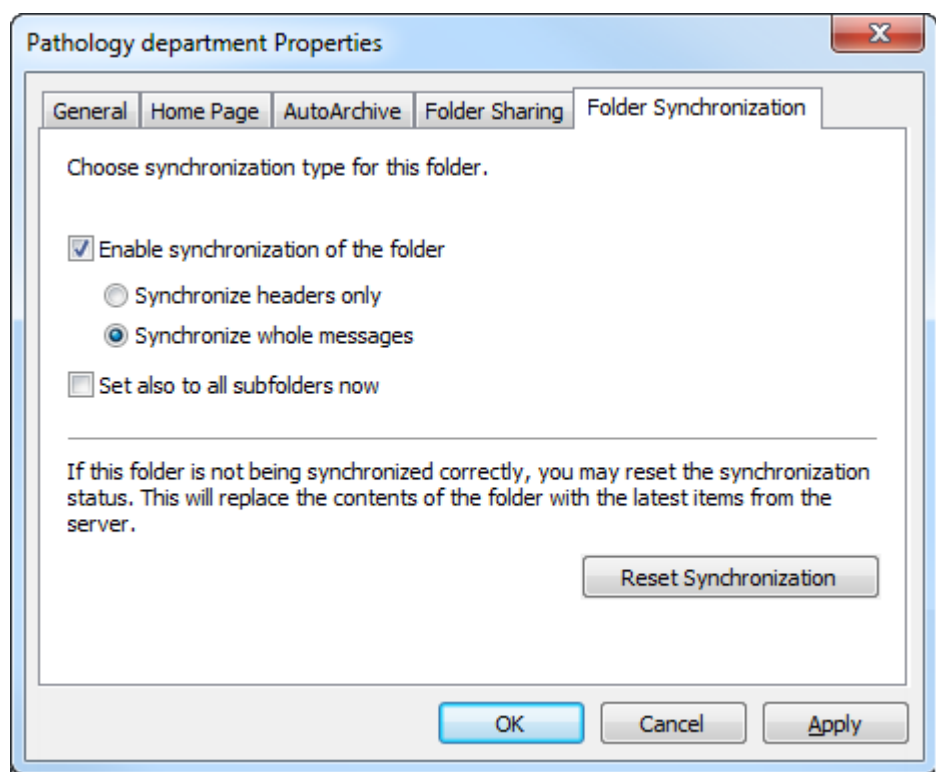 Pathology department Properties
General Home Page AutoArchive Folder Sharing Folder Synchronization
Choose synchronization type for this folder.
Enable synchronization of the folder
Synchronize headers only
Synchronize whole messages
Set also to all subfolders now
If this folder is not being synchronized correctly, you may reset the synchronization
status. This will replace the contents of the folder with the latest items from the
server.
Reset Synchronization
OK Cancel Apply